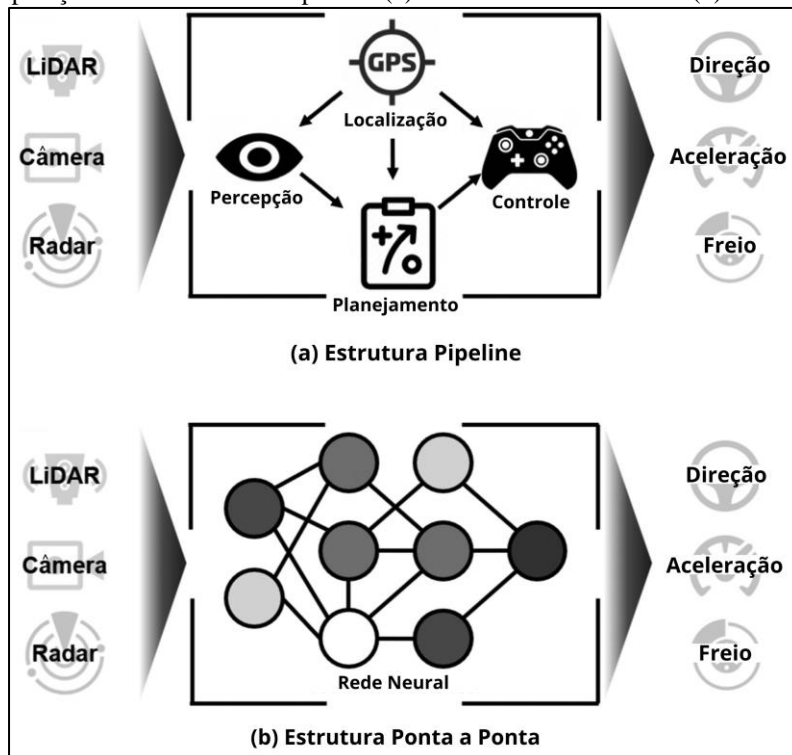 LiDAR
Câmera
Radar
GPS
Localização
Percepção
Controle
Planejamento
Direção
Aceleração
Freio
(a) Estrutura Pipeline
LiDAR
Câmera
Radar
Rede Neural
Direção
Aceleração
Freio
(b) Estrutura Ponta a Ponta